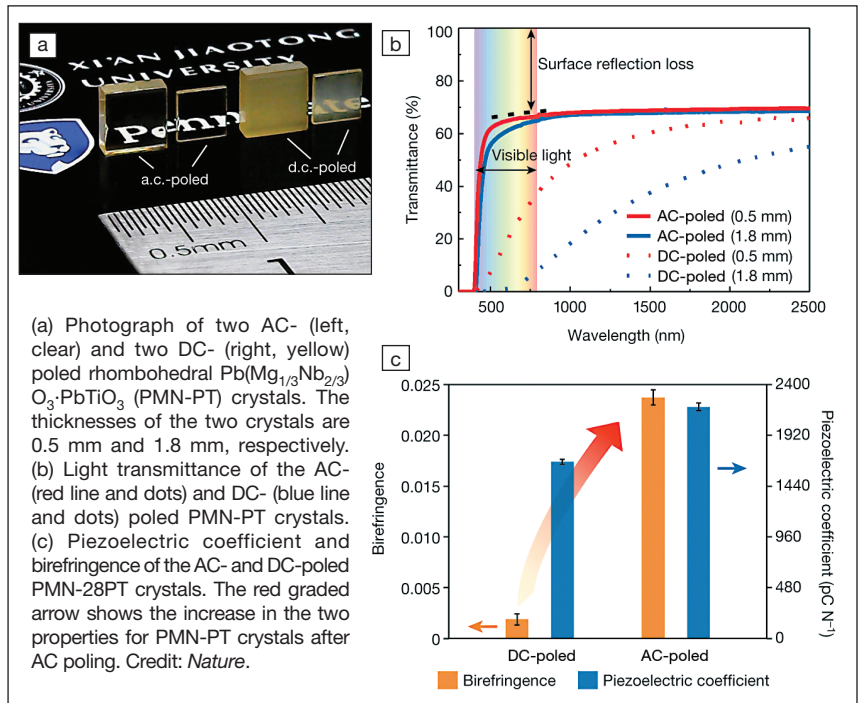 a
XI'AN JIAOTONG
UNIVERSITY
Penn State
a.c.-poled
d.c.-poled
0.5mm
1
(a) Photograph of two AC- (left,
clear) and two DC- (right, yellow)
poled rhombohedral Pb(Mg1/3Nb2/3)
O3·PbTiO3 (PMN-PT) crystals. The
thicknesses of the two crystals are
0.5 mm and 1.8 mm, respectively.
(b) Light transmittance of the AC-
(red line and dots) and DC- (blue line
and dots) poled PMN-PT crystals.
(c) Piezoelectric coefficient and
birefringence of the AC- and DC-poled
PMN-28PT crystals. The red graded
arrow shows the increase in the two
properties for PMN-PT crystals after
AC poling. Credit: Nature.
b
Transmittance (%)
100
80
60
40
20
0
Surface reflection loss
Visible light
AC-poled (0.5 mm)
AC-poled (1.8 mm)
DC-poled (0.5 mm)
DC-poled (1.8 mm)
500 1000 1500 2000 2500
Wavelength (nm)
c
Birefringence
0.025
0.020
0.015
0.010
0.005
0
2400
1920
1440
960
480
0
Piezoelectric
coefficient (pC N−1)
DC-poled AC-poled
Birefringence Piezoelectric coefficient